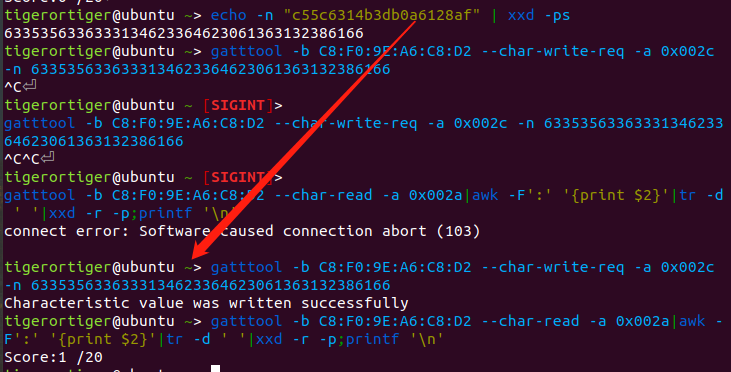 Score:0 /20
tigerortiger@ubuntu ~> echo -n "c55c6314b3db0a6128af" | xxd -ps
6335356336333134623364623061363132386166
tigerortiger@ubuntu ~> gatttool -b C8:F0:9E:A6:C8:D2 --char-write-req -a 0x002c
-n 6335356336333134623364623061363132386166
^C⏎
tigerortiger@ubuntu ~ [SIGINT]>
gatttool -b C8:F0:9E:A6:C8:D2 --char-write-req -a 0x002c -n 63353563363331346233
64623061363132386166
^C^C⏎
tigerortiger@ubuntu ~ [SIGINT]>
gatttool -b C8:F0:9E:A6:C8:D2 --char-read -a 0x002a|awk -F':' '{print $2}'|tr -d
' '|xxd -r -p;printf '\n'
connect error: Software caused connection abort (103)
tigerortiger@ubuntu ~> gatttool -b C8:F0:9E:A6:C8:D2 --char-write-req -a 0x002c
-n 6335356336333134623364623061363132386166
Characteristic value was written successfully
tigerortiger@ubuntu ~> gatttool -b C8:F0:9E:A6:C8:D2 --char-read -a 0x002a|awk -
F':' '{print $2}'|tr -d ' '|xxd -r -p;printf '\n'
Score:1 /20
tigerortiger@ubuntu ~>